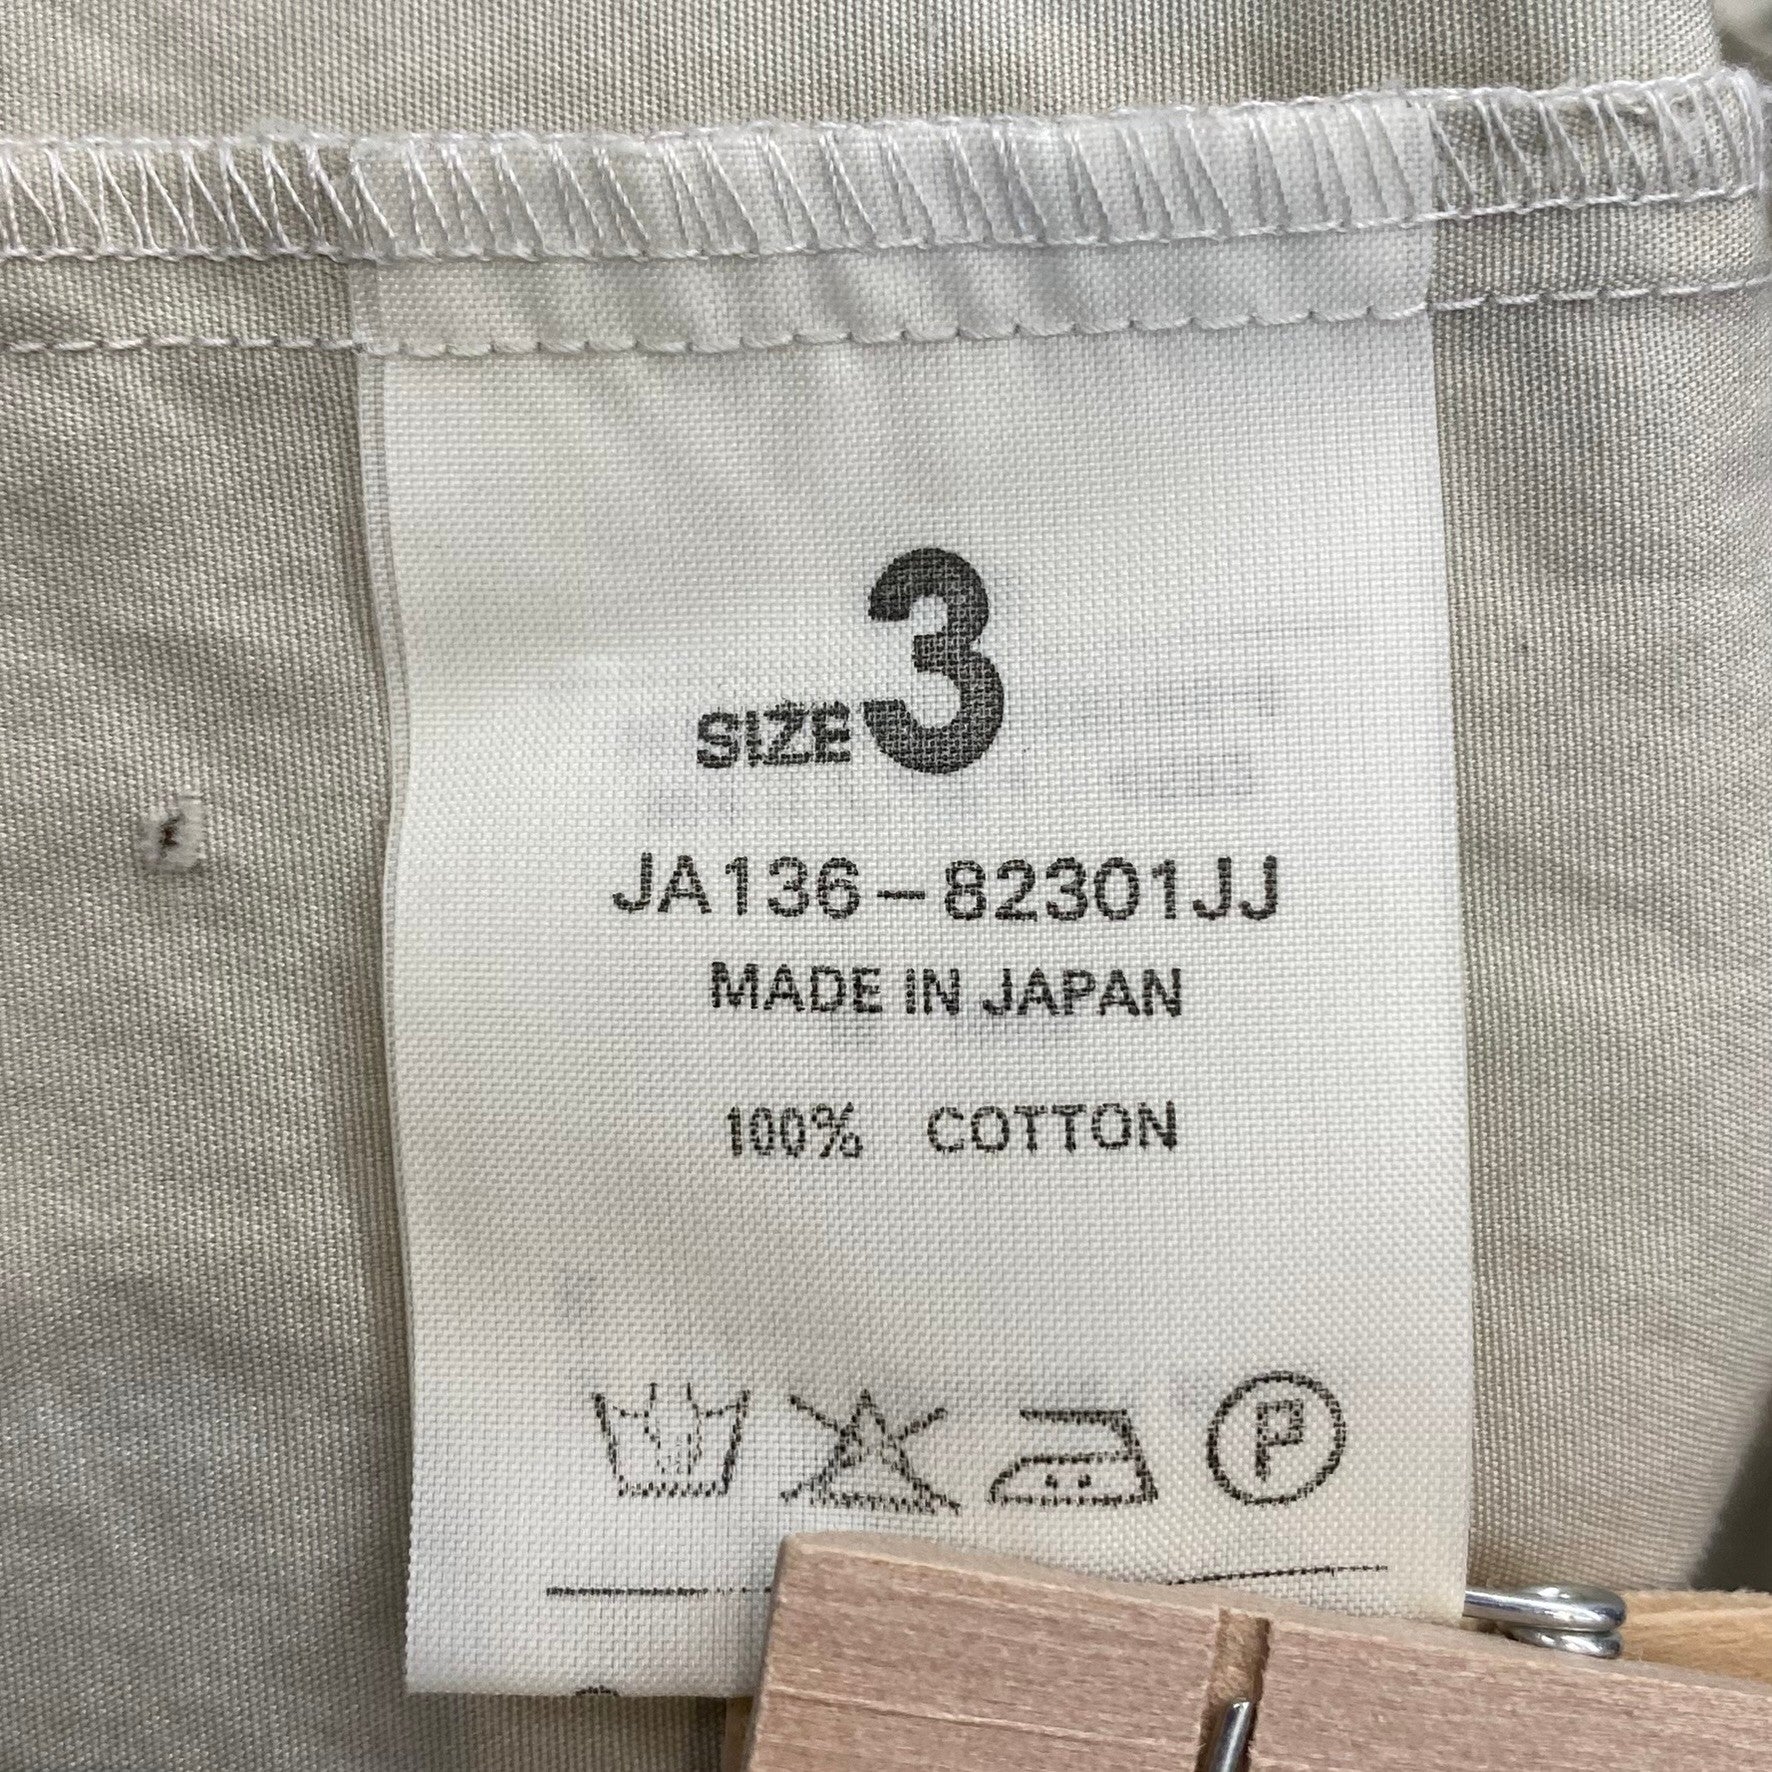 SIZE 3
JA136-82301JJ
MADE IN JAPAN
100% COTTON
P